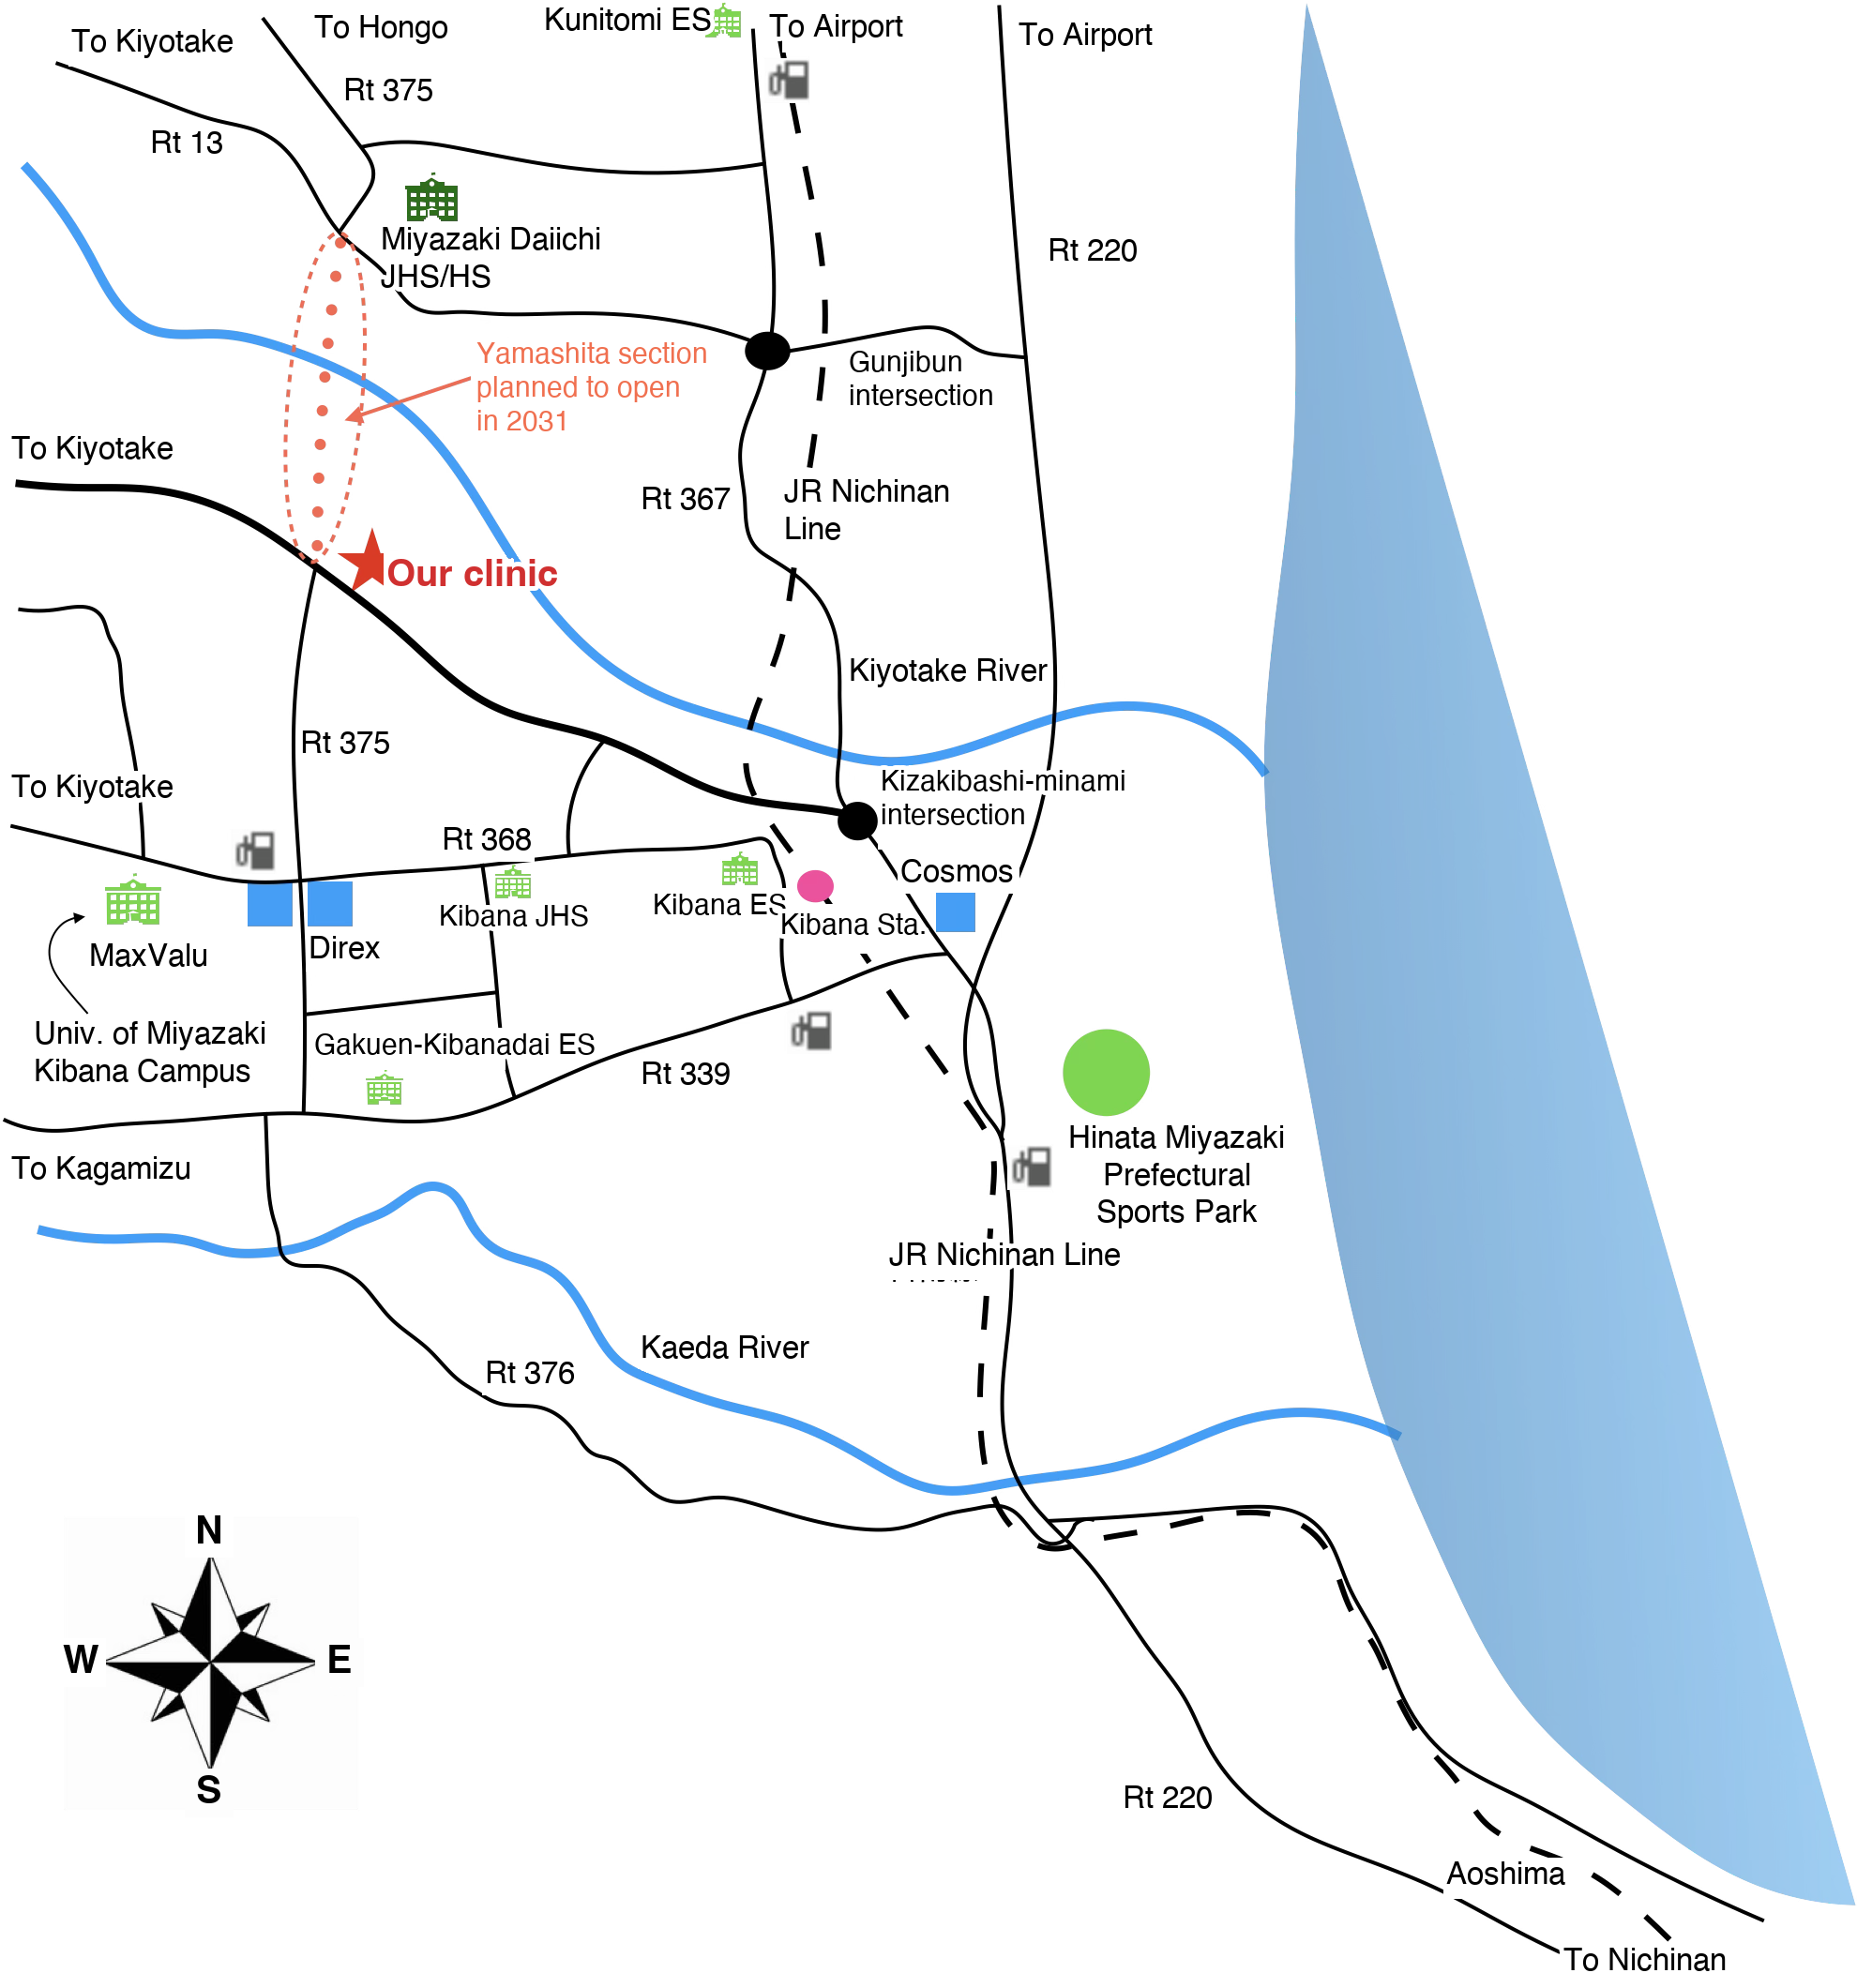 To Kiyotake
To Hongo
Kunitomi ES
To Airport
To Airport
Rt 375
Rt 13
Miyazaki Daiichi
JHS/HS
Rt 220
Yamashita section
planned to open
in 2031
Gunjibun
intersection
To Kiyotake
Rt 367
JR Nichinan
Line
Our clinic
Kiyotake River
Rt 375
To Kiyotake
Kizakibashi-minami
intersection
Rt 368
Cosmos
Kibana JHS
Kibana ES
Kibana Sta.
MaxValu
Direx
Univ. of Miyazaki
Kibana Campus
Gakuen-Kibanadai ES
Rt 339
Hinata Miyazaki
Prefectural
Sports Park
To Kagamizu
JR Nichinan Line
Kaeda River
Rt 376
N
W
E
S
Rt 220
Aoshima
To Nichinan